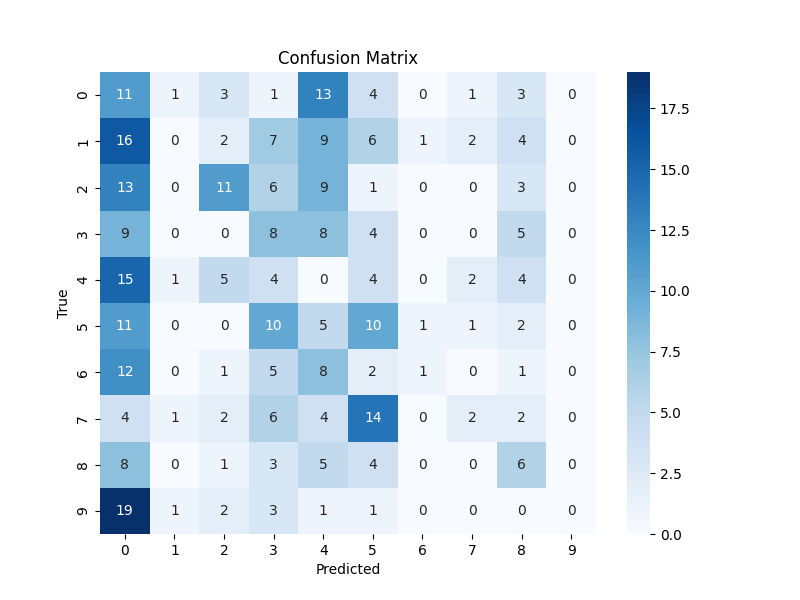 Confusion Matrix
True
0 11 1 3 1 13 4 0 1 3 0
1 16 0 2 7 9 6 1 2 4 0
2 13 0 11 6 9 1 0 0 3 0
3 9 0 0 8 8 4 0 0 5 0
4 15 1 5 4 0 4 0 2 4 0
5 11 0 0 10 5 10 1 1 2 0
6 12 0 1 5 8 2 1 0 1 0
7 4 1 2 6 4 14 0 2 2 0
8 8 0 1 3 5 4 0 0 6 0
9 19 1 2 3 1 1 0 0 0 0
0 1 2 3 4 5 6 7 8 9
Predicted
17.5
15.0
12.5
10.0
7.5
5.0
2.5
0.0